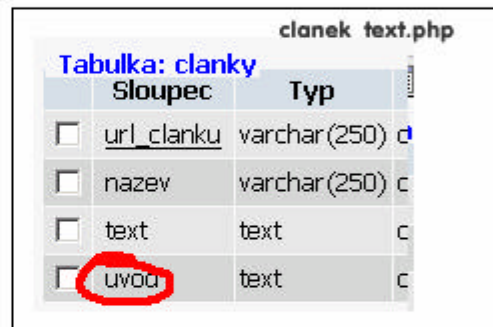 clanek text.php
Tabulka: clanky
Sloupec Typ
url_clanku varchar(250)
nazev varchar(250)
text text
uvod text